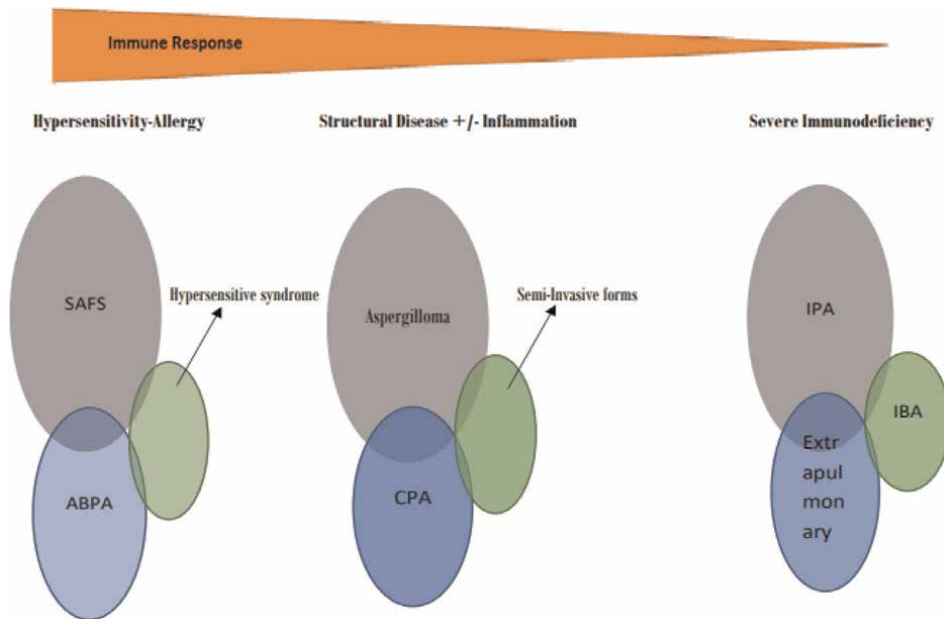 Immune Response
Hypersensitivity-Allergy
Structural Disease +/- Inflammation
Severe Immunodeficiency
SAFS
Hypersensitive syndrome
ABPA
Aspergilloma
Semi-Invasive forms
CPA
IPA
IBA
Extr
apul
mon
ary